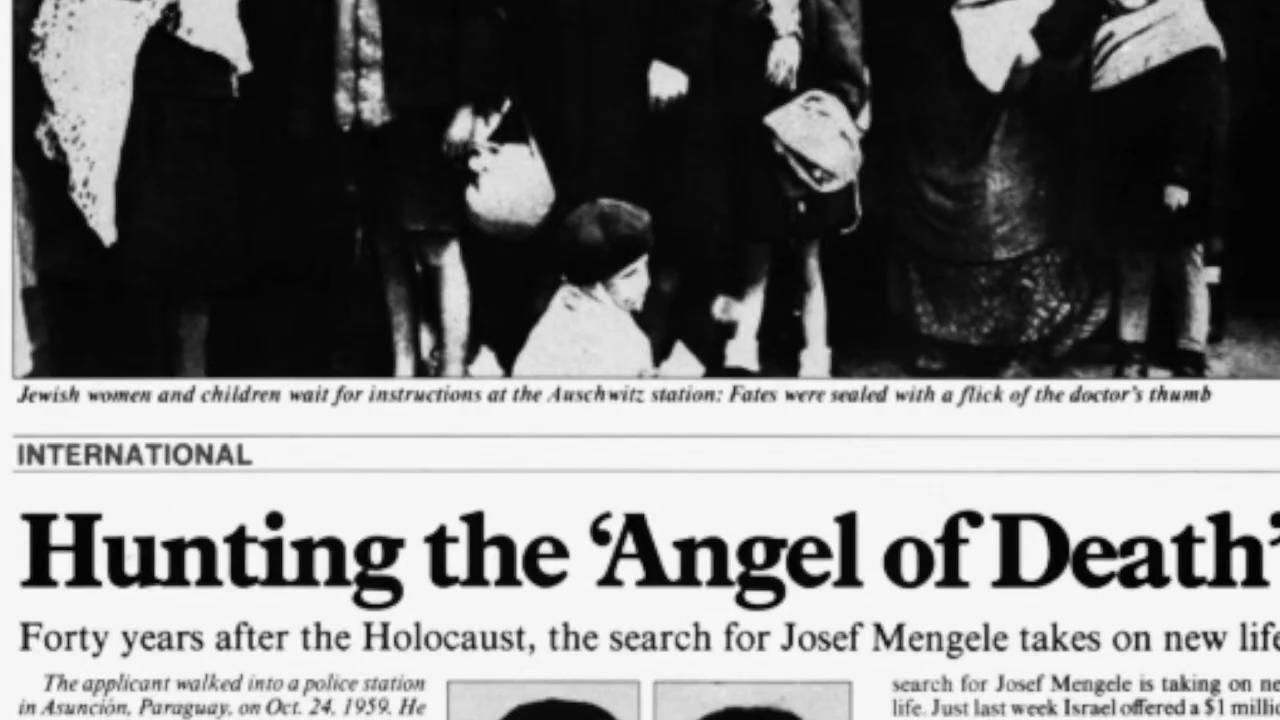 Jewish women and children wait for instructions at the Auschwitz station: Fates were sealed with a flick of the doctor's thumb
INTERNATIONAL
Hunting the ‘Angel of Death’
Forty years after the Holocaust, the search for Josef Mengele takes on new life
The applicant walked into a police station
in Asunción, Paraguay, on Oct. 24, 1959. He
search for Josef Mengele is taking on
life. Just last week Israel offered a $1